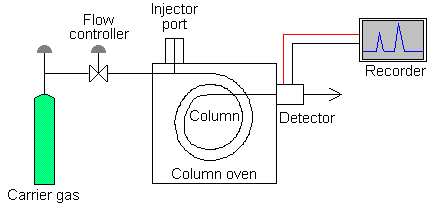 Flow
controller
Injector
port
Recorder
Column
Detector
Column oven
Carrier gas